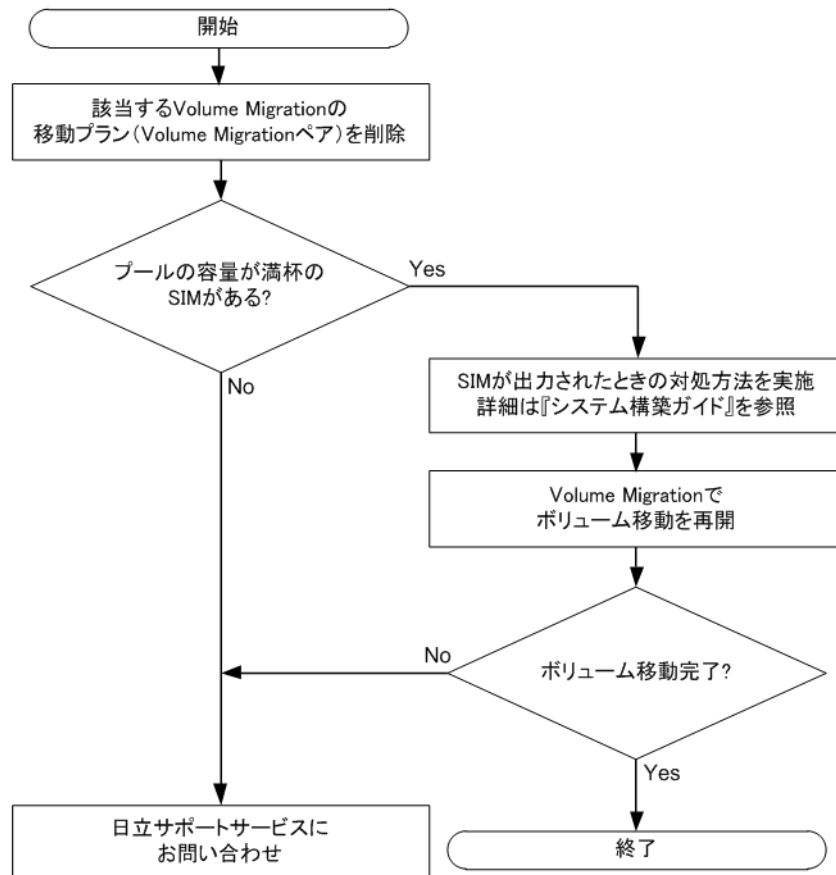 開始
該当するVolume Migrationの
移動プラン（Volume Migrationペア）を削除
プールの容量が満杯の
SIMがある?
Yes
No
SIMが出力されたときの対処方法を実施
詳細は『システム構築ガイド』を参照
Volume Migrationで
ボリューム移動を再開
ボリューム移動完了?
No
Yes
日立サポートサービスに
お問い合わせ
終了